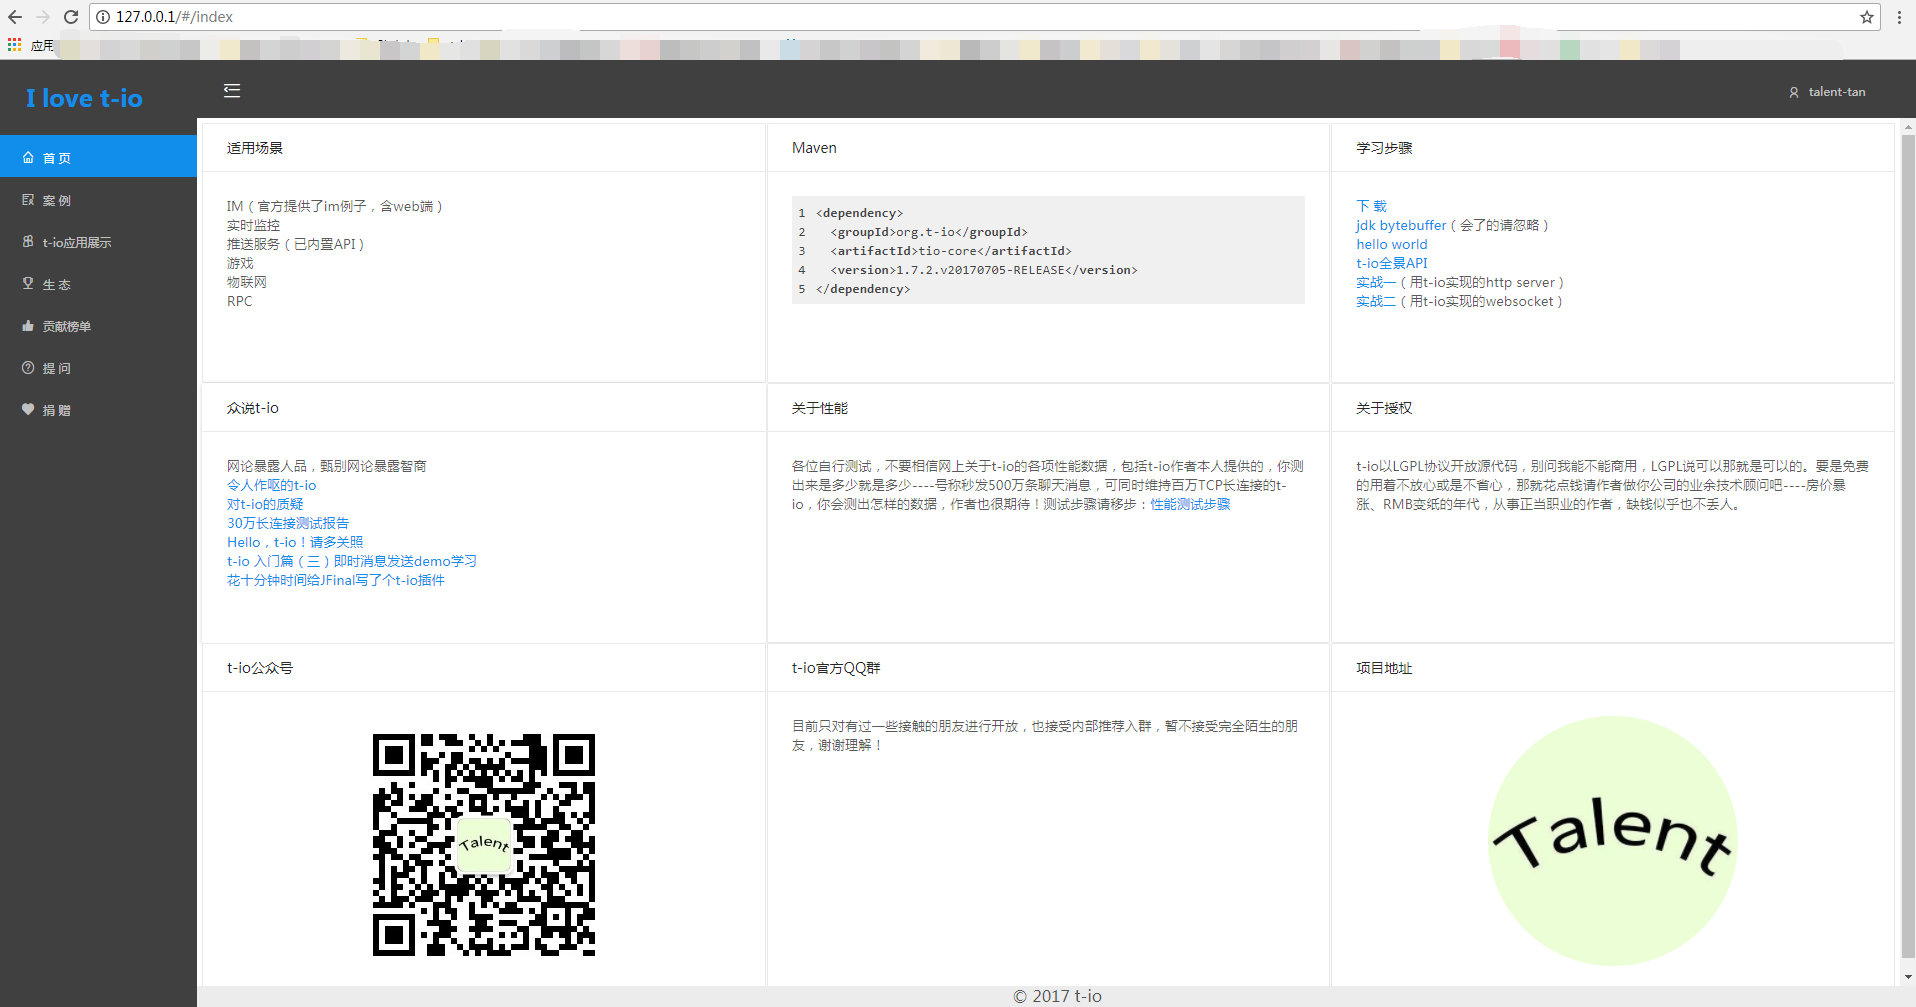 127.0.0.1/#/index
应用
I love t-io
talent-tan
首 页
案 例
t-io应用展示
生 态
贡献榜单
提 问
捐 赠
适用场景
IM（官方提供了im例子，含web端）
实时监控
推送服务（已内置API）
游戏
物联网
RPC
Maven
1 <dependency>
2 <groupId>org.t-io</groupId>
3 <artifactId>tio-core</artifactId>
4 <version>1.7.2.v20170705-RELEASE</version>
5 </dependency>
学习步骤
下 载
jdk bytebuffer（会了的请忽略）
hello world
t-io全景API
实战一（用t-io实现的http server）
实战二（用t-io实现的websocket）
众说t-io
网论暴露人品，甄别网论暴露智商
令人作呕的t-io
对t-io的质疑
30万长连接测试报告
Hello，t-io！请多关照
t-io 入门篇（三）即时消息发送demo学习
花十分钟时间给JFinal写了个t-io插件
关于性能
各位自行测试，不要相信网上关于t-io的各项性能数据，包括t-io作者本人提供的，你测
出来是多少就是多少----号称秒发500万条聊天消息，可同时维持百万TCP长连接的t-
io，你会测出怎样的数据，作者也很期待！测试步骤请移步：性能测试步骤
关于授权
t-io以LGPL协议开放源代码，别问我能不能商用，LGPL说可以那就是可以的。要是免费
的用着不放心或是不省心，那就花点钱请作者做你公司的业余技术顾问吧----房价暴
涨、RMB变纸的年代，从事正当职业的作者，缺钱似乎也不丢人。
t-io公众号
Talent
t-io官方QQ群
目前只对有过一些接触的朋友进行开放，也接受内部推荐入群，暂不接受完全陌生的朋
友，谢谢理解！
项目地址
Talent
© 2017 t-io